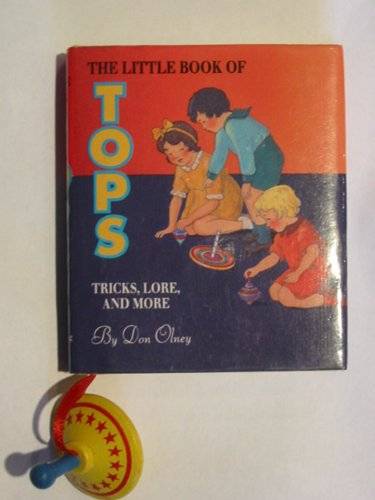 THE LITTLE BOOK OF
TOPS
TRICKS, LORE,
AND MORE
By Don Olney